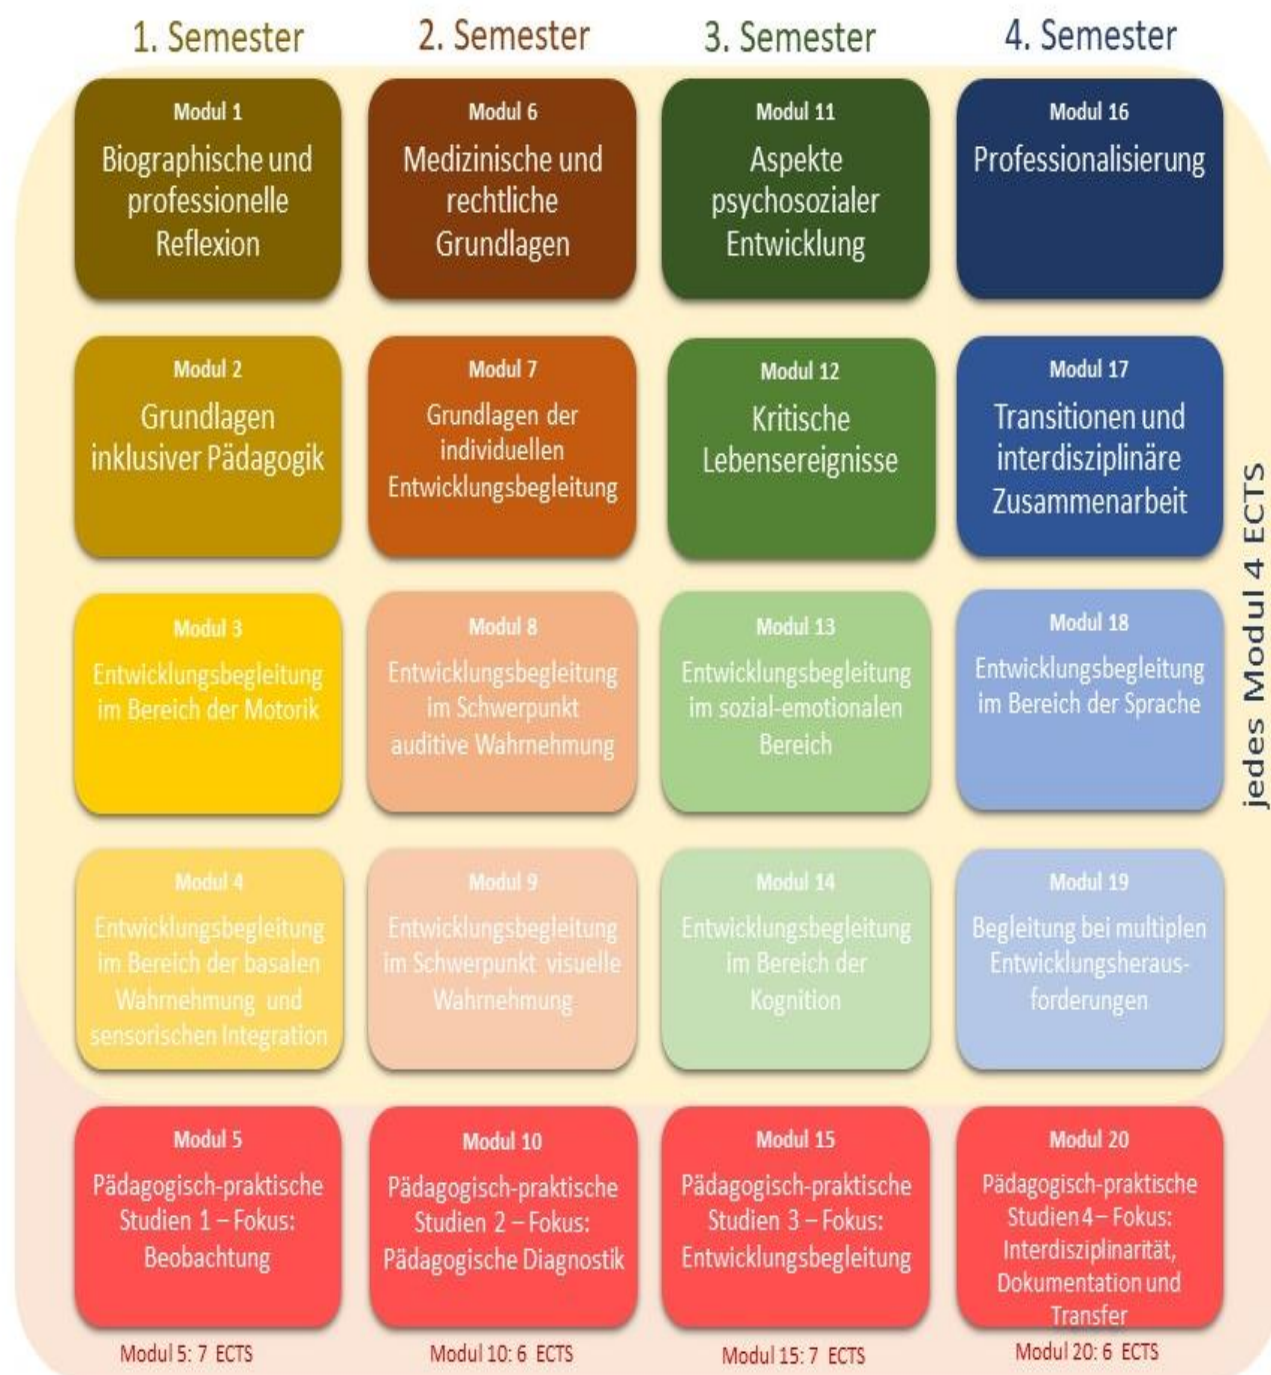 1. Semester
2. Semester
3. Semester
4. Semester
Modul 1
Biographische und
professionelle
Reflexion
Modul 6
Medizinische und
rechtliche
Grundlagen
Modul 11
Aspekte
psychosozialer
Entwicklung
Modul 16
Professionalisierung
Modul 2
Grundlagen
inklusiver Pädagogik
Modul 7
Grundlagen der
individuellen
Entwicklungsbegleitung
Modul 12
Kritische
Lebensereignisse
Modul 17
Transitionen und
interdisziplinäre
Zusammenarbeit
Modul 3
Entwicklungsbegleitung
im Bereich der Motorik
Modul 8
Entwicklungsbegleitung
im Schwerpunkt
auditive Wahrnehmung
Modul 13
Entwicklungsbegleitung
im sozial-emotionalen
Bereich
Modul 18
Entwicklungsbegleitung
im Bereich der Sprache
Modul 4
Entwicklungsbegleitung
im Bereich der basalen
Wahrnehmung und
sensorischen Integration
Modul 9
Entwicklungsbegleitung
im Schwerpunkt visuelle
Wahrnehmung
Modul 14
Entwicklungsbegleitung
im Bereich der
Kognition
Modul 19
Begleitung bei multiplen
Entwicklungsheraus-
forderungen
jedes Modul 4 ECTS
Modul 5
Pädagogisch-praktische
Studien 1 – Fokus:
Beobachtung
Modul 10
Pädagogisch-praktische
Studien 2 – Fokus:
Pädagogische Diagnostik
Modul 15
Pädagogisch-praktische
Studien 3 – Fokus:
Entwicklungsbegleitung
Modul 20
Pädagogisch-praktische
Studien 4 – Fokus:
Interdisziplinarität,
Dokumentation und
Transfer
Modul 5: 7 ECTS
Modul 10: 6 ECTS
Modul 15: 7 ECTS
Modul 20: 6 ECTS